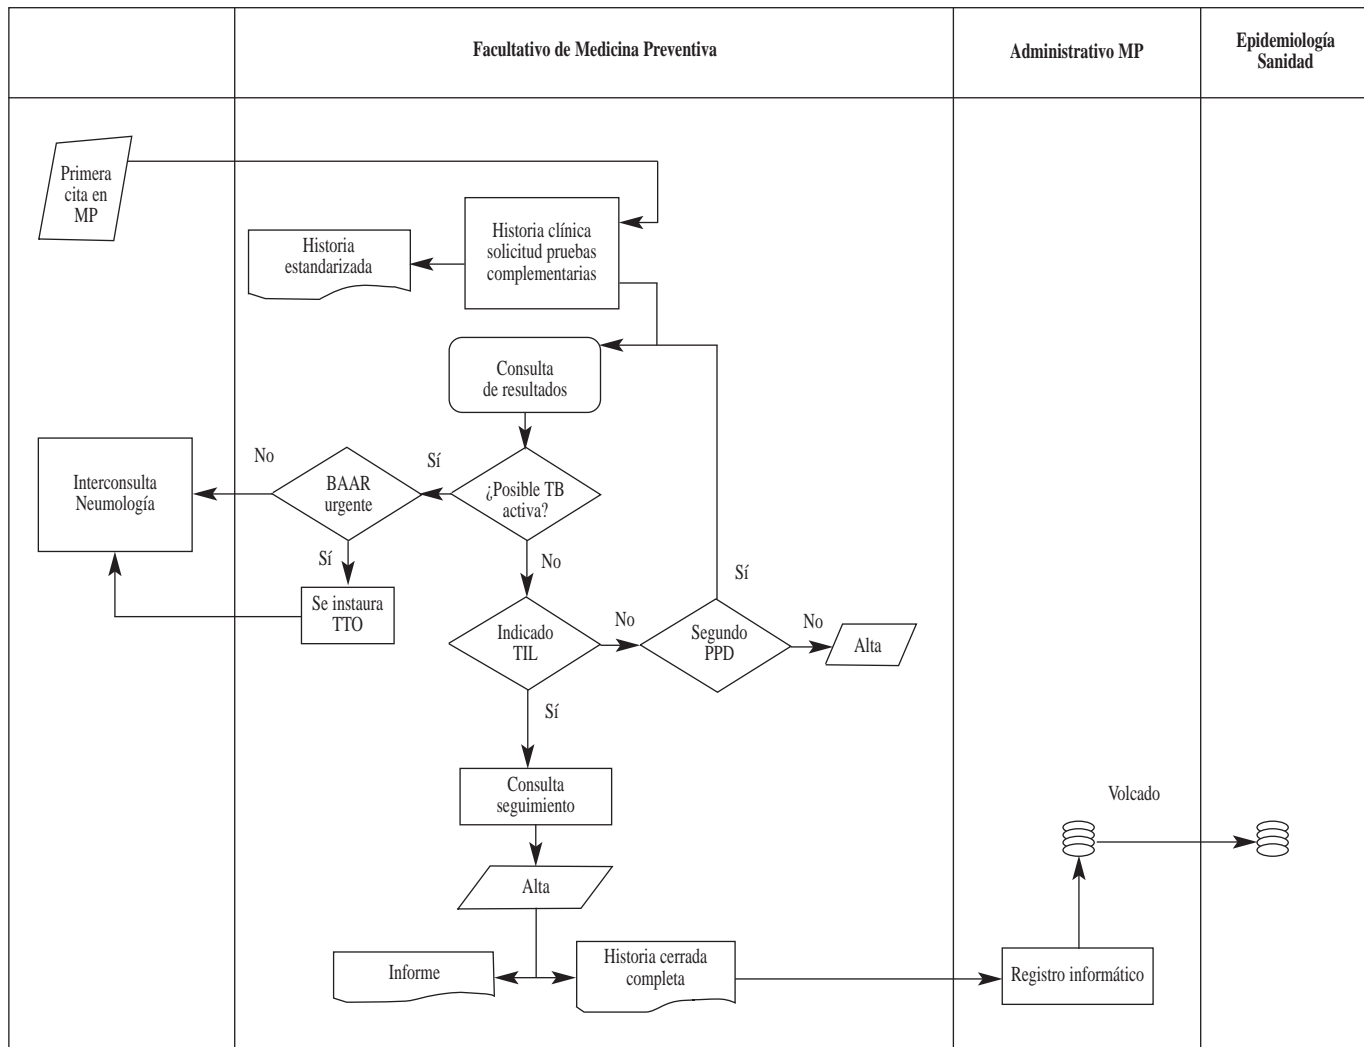 Facultativo de Medicina Preventiva
Administrativo MP
Epidemiología
Sanidad
Primera
cita en
MP
Historia clínica
solicitud pruebas
complementarias
Historia
estandarizada
Consulta
de resultados
¿Posible TB
activa?
Sí
BAAR
urgente
No
Interconsulta
Neumología
Sí
Se instaura
TTO
No
Indicado
TIL
No
Segundo
PPD
Sí
No
Alta
Sí
Consulta
seguimiento
Alta
Informe
Historia cerrada
completa
Registro informático
Volcado